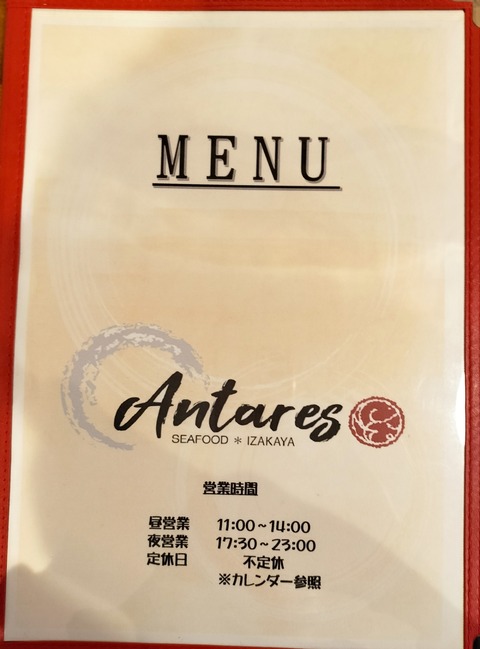 MENU
Antares
SEAFOOD * IZAKAYA
営業時間
昼営業 11:00~14:00
夜営業 17:30~23:00
定休日 不定休
※カレンダー参照